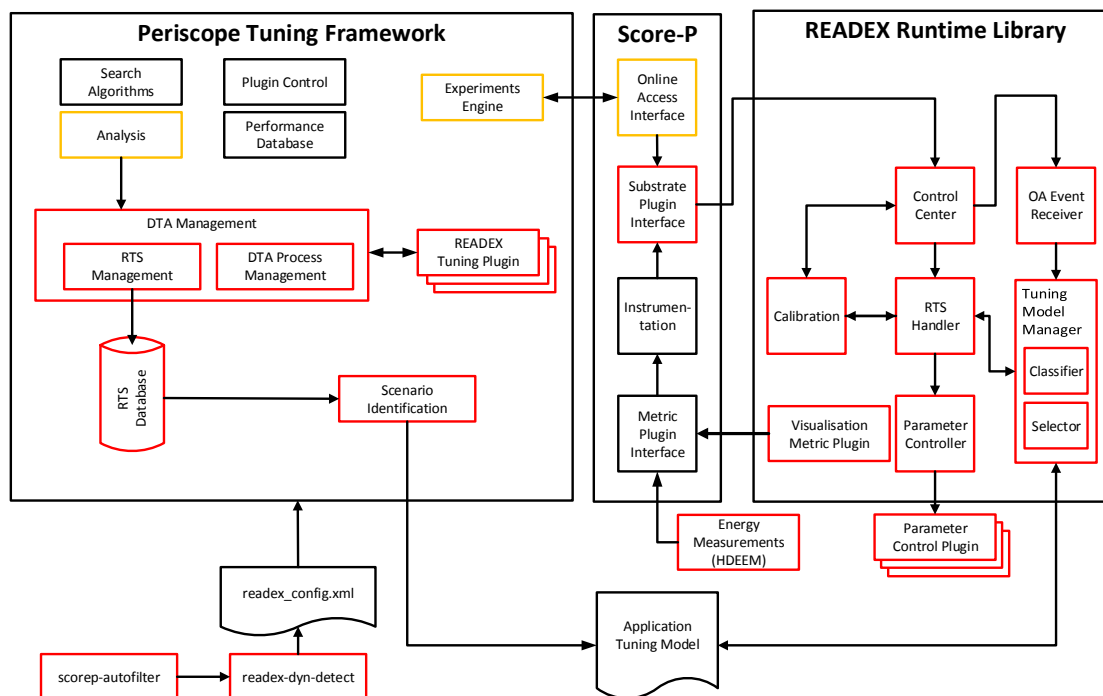 Periscope Tuning Framework
Search
Algorithms
Plugin Control
Analysis
Performance
Database
Experiments
Engine
DTA Management
RTS
Management
DTA Process
Management
READEX
Tuning Plugin
RTS
Database
Scenario
Identification
Score-P
Online
Access
Interface
Substrate
Plugin
Interface
Instrumen-
tation
Metric
Plugin
Interface
READEX Runtime Library
Control
Center
OA Event
Receiver
Calibration
RTS
Handler
Tuning
Model
Manager
Classifier
Selector
Visualisation
Metric Plugin
Parameter
Controller
Energy
Measurements
(HDEEM)
Parameter
Control Plugin
readex_config.xml
Application
Tuning Model
scorep-autofilter
readex-dyn-detect